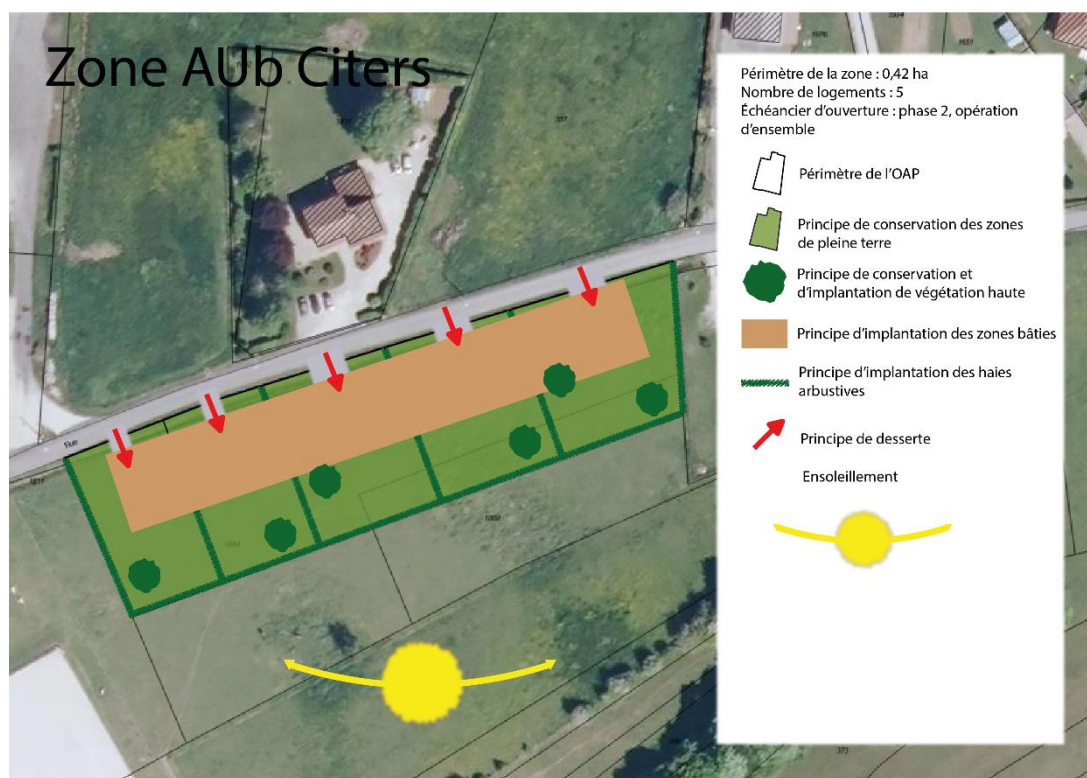 Zone AUb Citers
Périmètre de la zone : 0,42 ha
Nombre de logements : 5
Échéancier d'ouverture : phase 2, opération
d'ensemble
Périmètre de l'OAP
Principe de conservation des zones
de pleine terre
Principe de conservation et
d'implantation de végétation haute
Principe d'implantation des zones bâties
Principe d'implantation des haies
arbustives
Principe de desserte
Ensoleillement